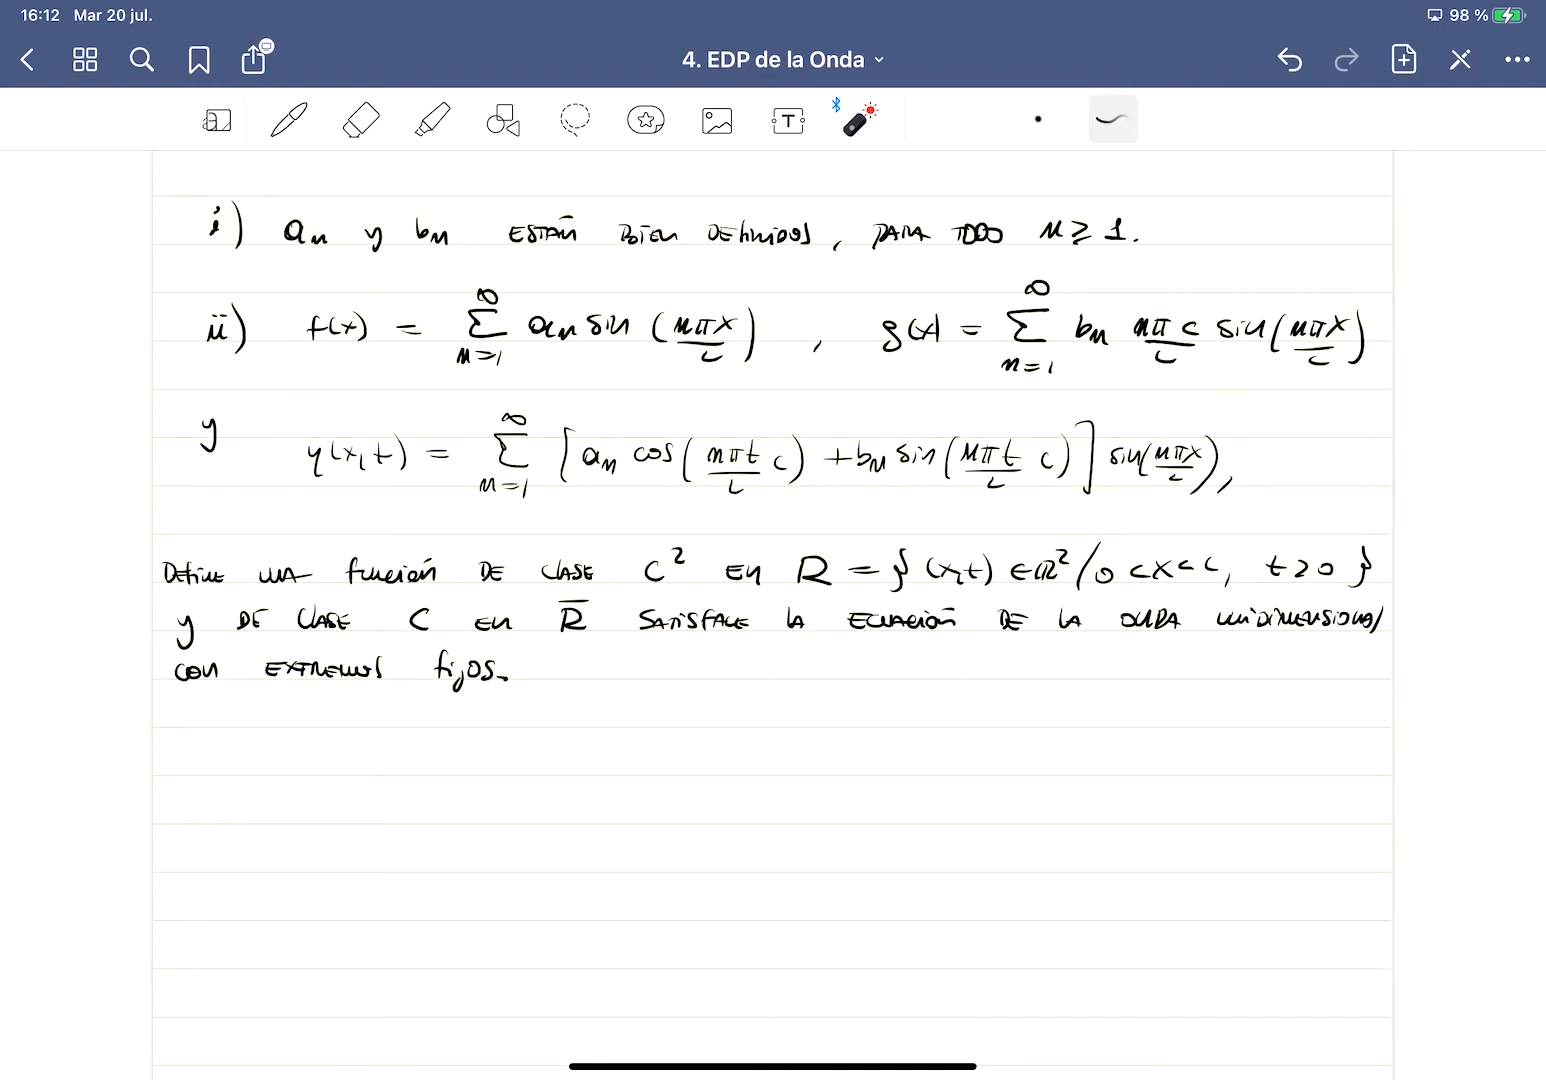 16:12 Mar 20 jul. 98 %
4. EDP de la Onda
i) an y bn ESTÁN BIEN DEFINIDOS, PARA TODO n ≥ 1.
ii) f(x) = ∑_{n=1}^{∞} an sin (nπx/L), g(x) = ∑_{n=1}^{∞} bn nπc/L sin(nπx/L)
y y(x,t) = ∑_{n=1}^{∞} [an cos(nπt/L c) + bn sin(nπt/L c)] sin(nπx/L),
Define una función DE CLASE C² EN R = {(x,t) ∈ ℝ² / 0 < x < L, t > 0}
y DE CLASE C EN R̅ SATISFACE LA ECUACIÓN DE LA ONDA unidimensional
con EXTREMOS fijos.